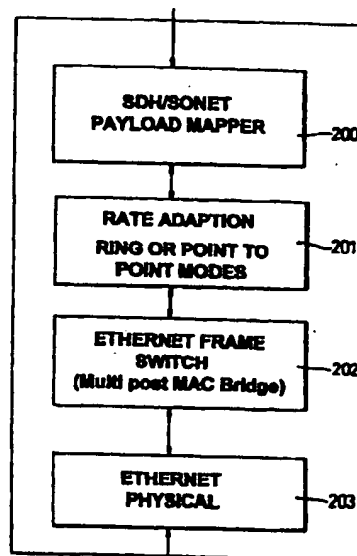 SDH/SONET
PAYLOAD MAPPER
200
RATE ADAPTION
RING OR POINT TO
POINT MODES
201
ETHERNET FRAME
SWITCH
(Multi post MAC Bridge)
202
ETHERNET
PHYSICAL
203